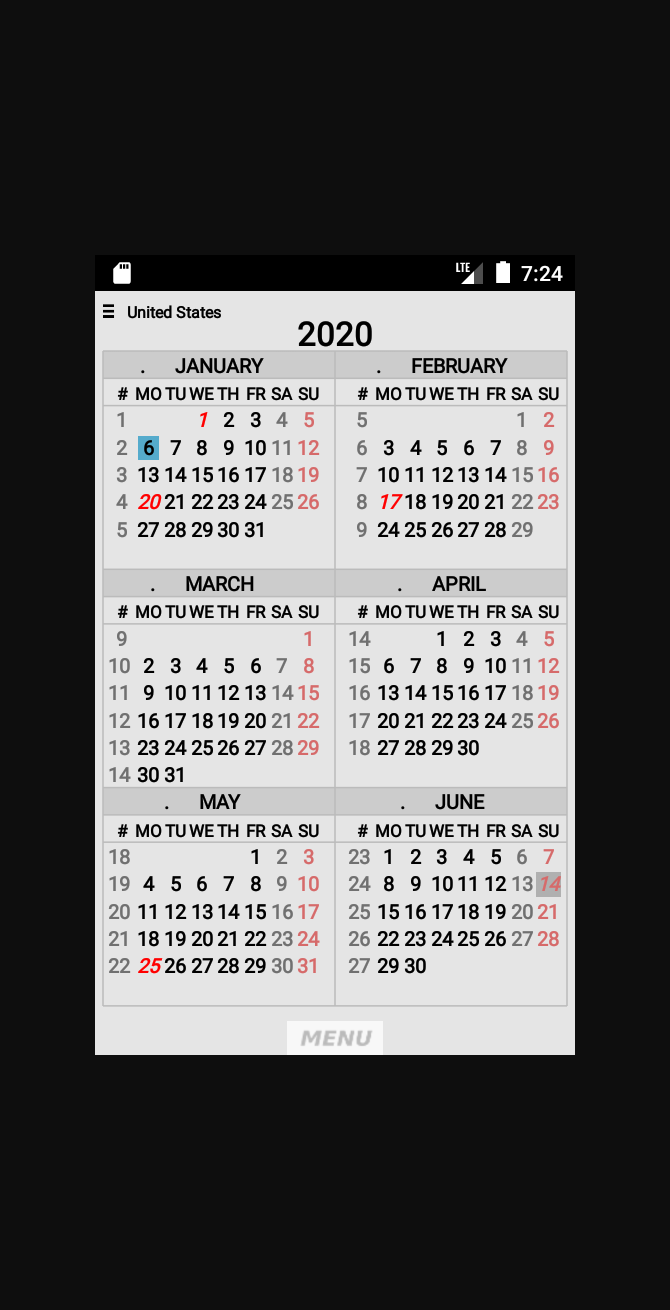 LTE 7:24
United States
2020
. JANUARY
# MO TU WE TH FR SA SU
1 1 2 3 4 5
2 6 7 8 9 10 11 12
3 13 14 15 16 17 18 19
4 20 21 22 23 24 25 26
5 27 28 29 30 31
. FEBRUARY
# MO TU WE TH FR SA SU
5 1 2
6 3 4 5 6 7 8 9
7 10 11 12 13 14 15 16
8 17 18 19 20 21 22 23
9 24 25 26 27 28 29
. MARCH
# MO TU WE TH FR SA SU
9 1
10 2 3 4 5 6 7 8
11 9 10 11 12 13 14 15
12 16 17 18 19 20 21 22
13 23 24 25 26 27 28 29
14 30 31
. APRIL
# MO TU WE TH FR SA SU
14 1 2 3 4 5
15 6 7 8 9 10 11 12
16 13 14 15 16 17 18 19
17 20 21 22 23 24 25 26
18 27 28 29 30
. MAY
# MO TU WE TH FR SA SU
18 1 2 3
19 4 5 6 7 8 9 10
20 11 12 13 14 15 16 17
21 18 19 20 21 22 23 24
22 25 26 27 28 29 30 31
. JUNE
# MO TU WE TH FR SA SU
23 1 2 3 4 5 6 7
24 8 9 10 11 12 13 14
25 15 16 17 18 19 20 21
26 22 23 24 25 26 27 28
27 29 30
MENU